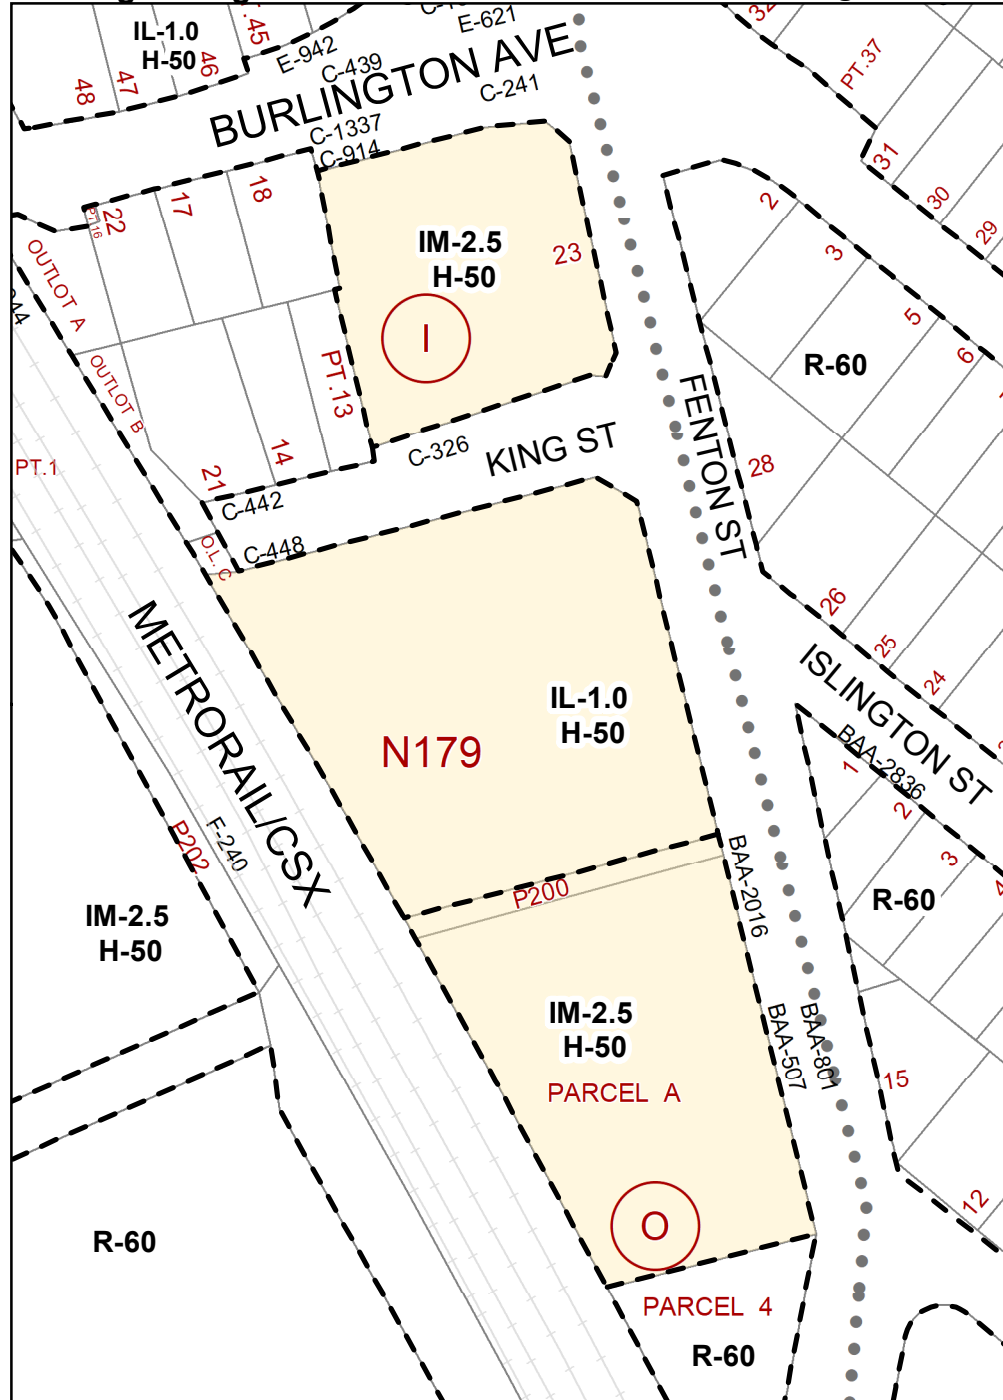 IL-1.0
H-50
48
47
46
E-942
C-439
E-621
C-241
BURLINGTON AVE
C-1337
C-914
32
PT.37
31
30
29
22
17
18
IM-2.5
H-50
23
I
2
3
5
6
R-60
OUTLOT A
OUTLOT B
PT.13
14
21
PT.1
C-326
KING ST
C-442
C-448
O.L. C
FENTON ST
28
26
25
24
ISLINGTON ST
BAA-2836
METRORAIL/CSX
N179
IL-1.0
H-50
1
2
3
4
R-60
P202
F-240
P200
BAA-2016
IM-2.5
H-50
IM-2.5
H-50
PARCEL A
BAA-507
BAA-801
15
12
O
R-60
PARCEL 4
R-60